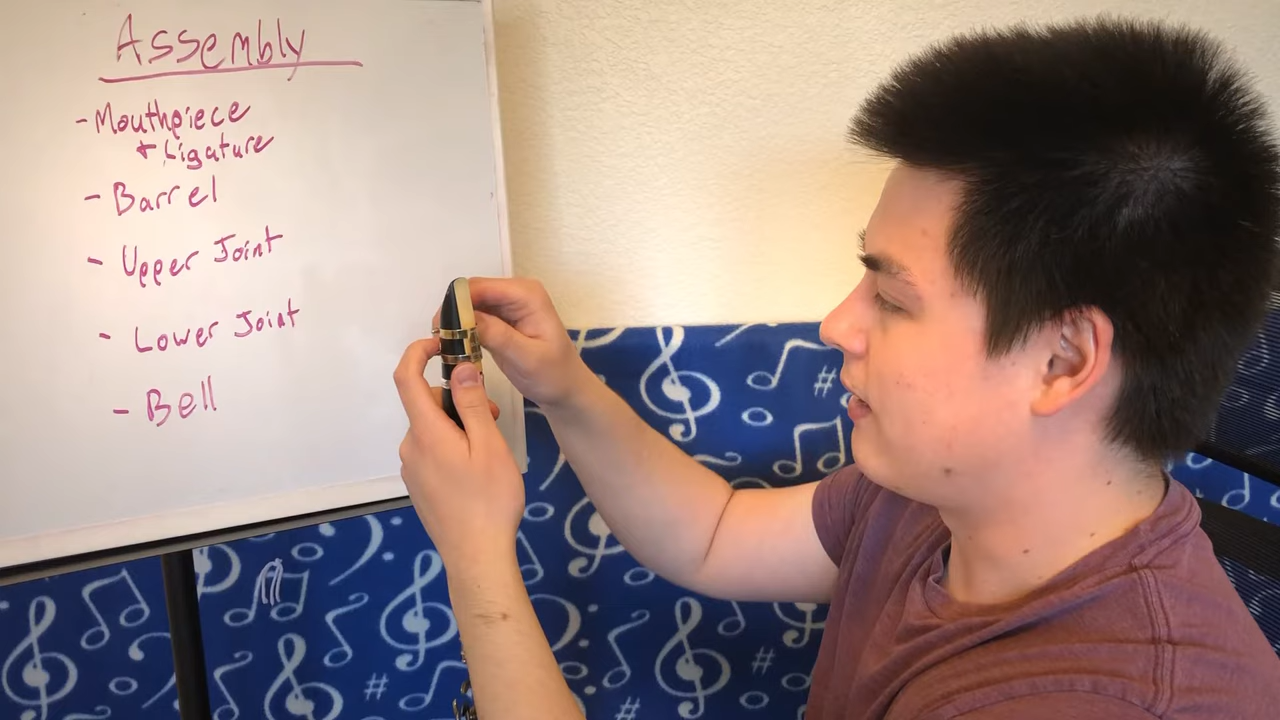 Assembly
- Mouthpiece
+ Ligature
- Barrel
- Upper Joint
- Lower Joint
- Bell